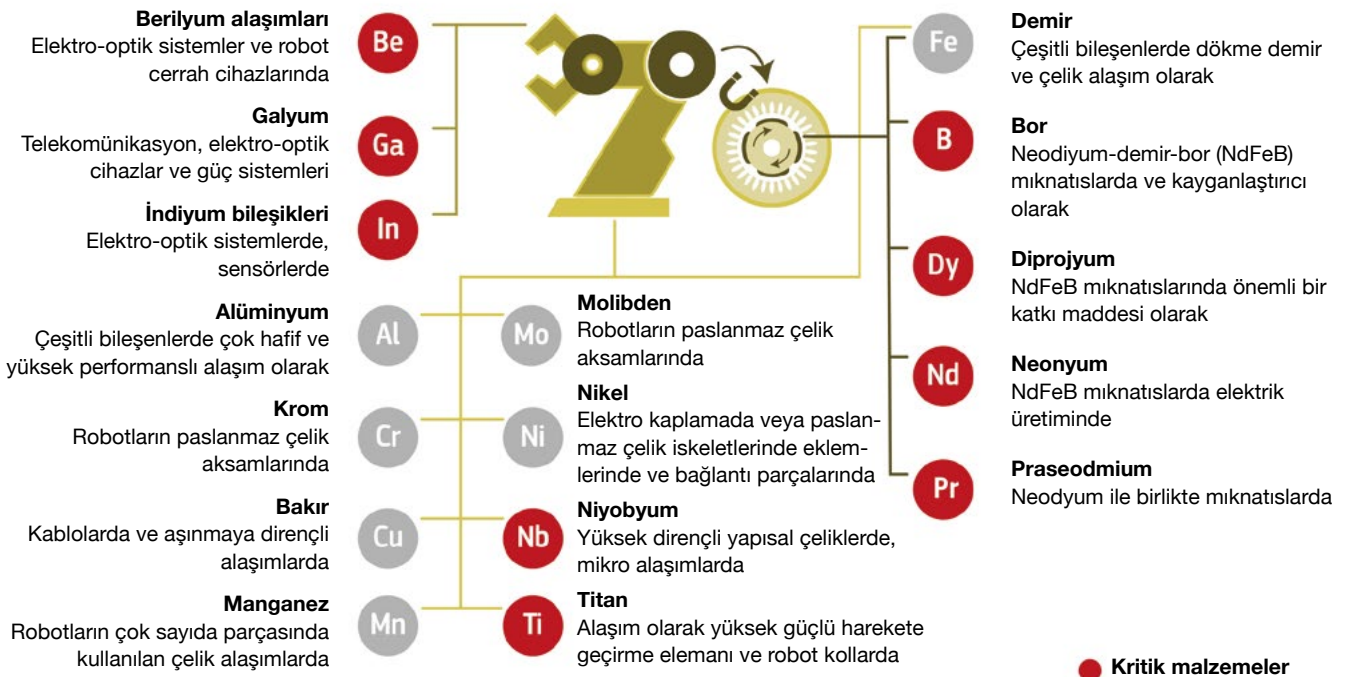 Berilyum alaşımları
Elektro-optik sistemler ve robot
cerrah cihazlarında
Be
Galyum
Telekomünikasyon, elektro-optik
cihazlar ve güç sistemleri
Ga
İndiyum bileşikleri
Elektro-optik sistemlerde,
sensörlerde
In
Alüminyum
Çeşitli bileşenlerde çok hafif ve
yüksek performanslı alaşım olarak
Al
Krom
Robotların paslanmaz çelik
aksamlarında
Cr
Bakır
Kablolarda ve aşınmaya dirençli
alaşımlarda
Cu
Manganez
Robotların çok sayıda parçasında
kullanılan çelik alaşımlarda
Mn
Mo
Molibden
Robotların paslanmaz çelik
aksamlarında
Ni
Nikel
Elektro kaplamada veya paslan-
maz çelik iskeletlerinde eklem-
lerinde ve bağlantı parçalarında
Nb
Niyobyum
Yüksek dirençli yapısal çeliklerde,
mikro alaşımlarda
Ti
Titan
Alaşım olarak yüksek güçlü harekete
geçirme elemanı ve robot kollarda
Fe
Demir
Çeşitli bileşenlerde dökme demir
ve çelik alaşım olarak
B
Bor
Neodiyum-demir-bor (NdFeB)
mıknatıslarda ve kayganlaştırıcı
olarak
Dy
Diprojyum
NdFeB mıknatıslarında önemli bir
katkı maddesi olarak
Nd
Neonyum
NdFeB mıknatıslarda elektrik
üretiminde
Pr
Praseodmium
Neodyum ile birlikte mıknatıslarda
Kritik malzemeler